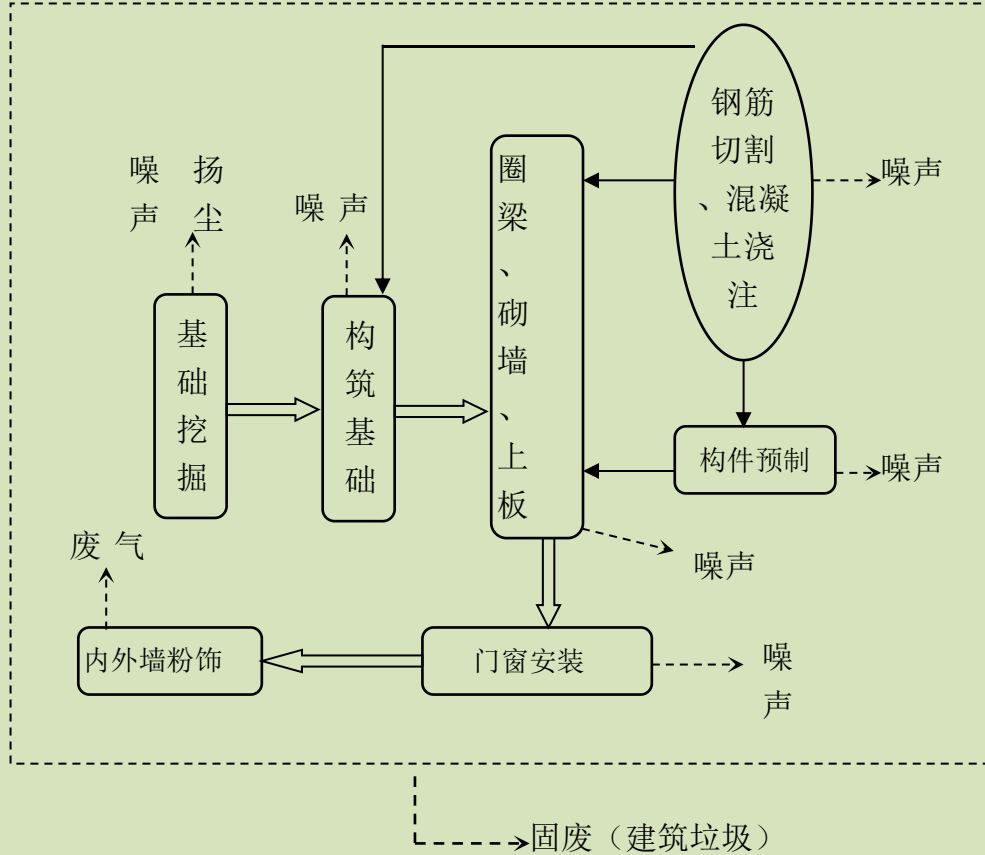 钢筋
切割
、混凝
土浇
注
噪声
噪 扬
声 尘
噪 声
圈
梁
、
砌
墙
、
上
板
基
础
挖
掘
构
筑
基
础
构件预制
噪声
废 气
噪声
内外墙粉饰
门窗安装
噪
声
固废（建筑垃圾）